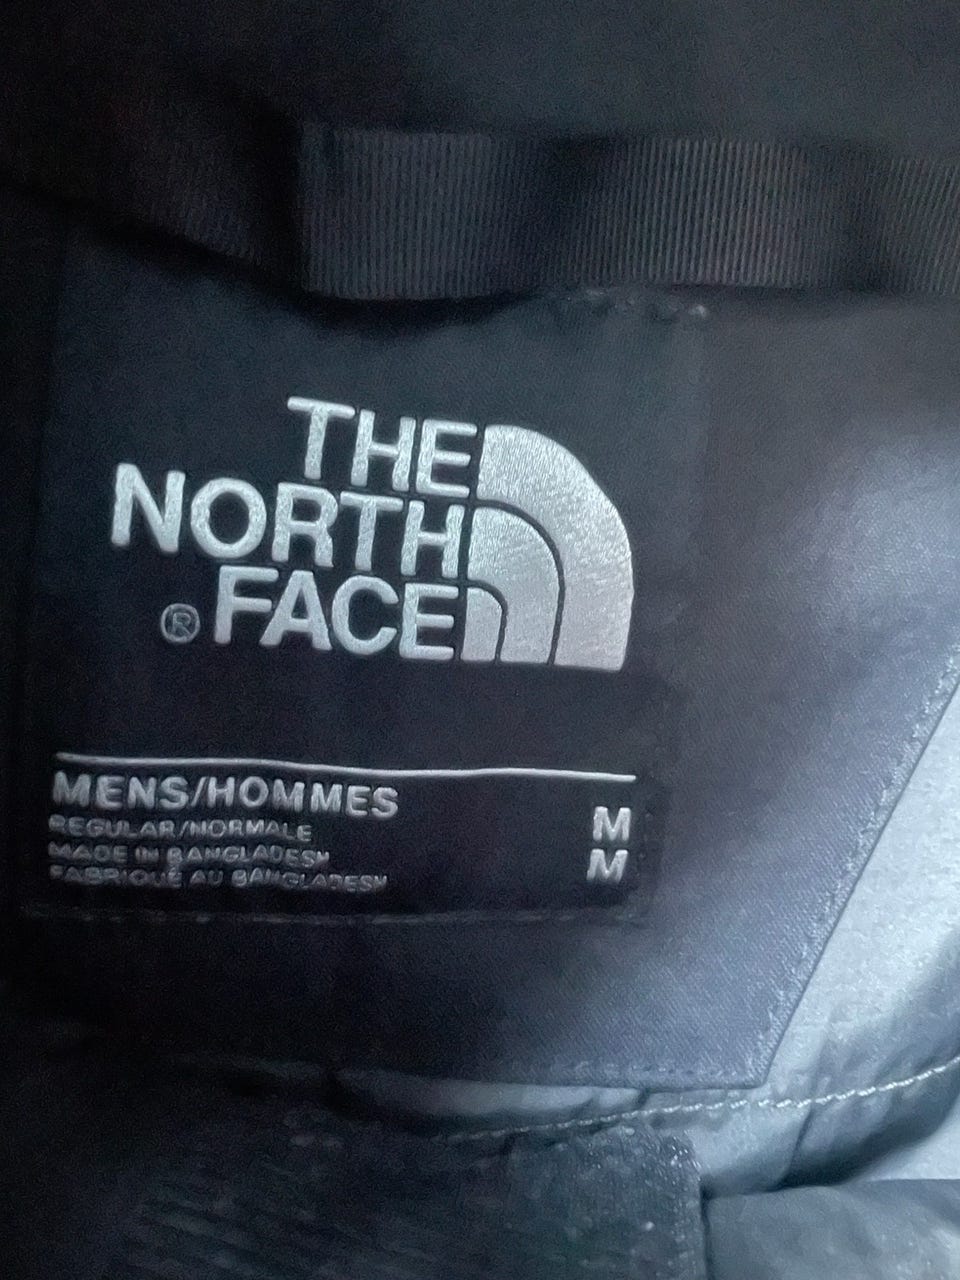 THE
NORTH
FACE
®
MENS/HOMMES M
REGULAR/NORMALE
MADE IN BANGLADESH M
FABRIQUÉ AU BANGLADESH